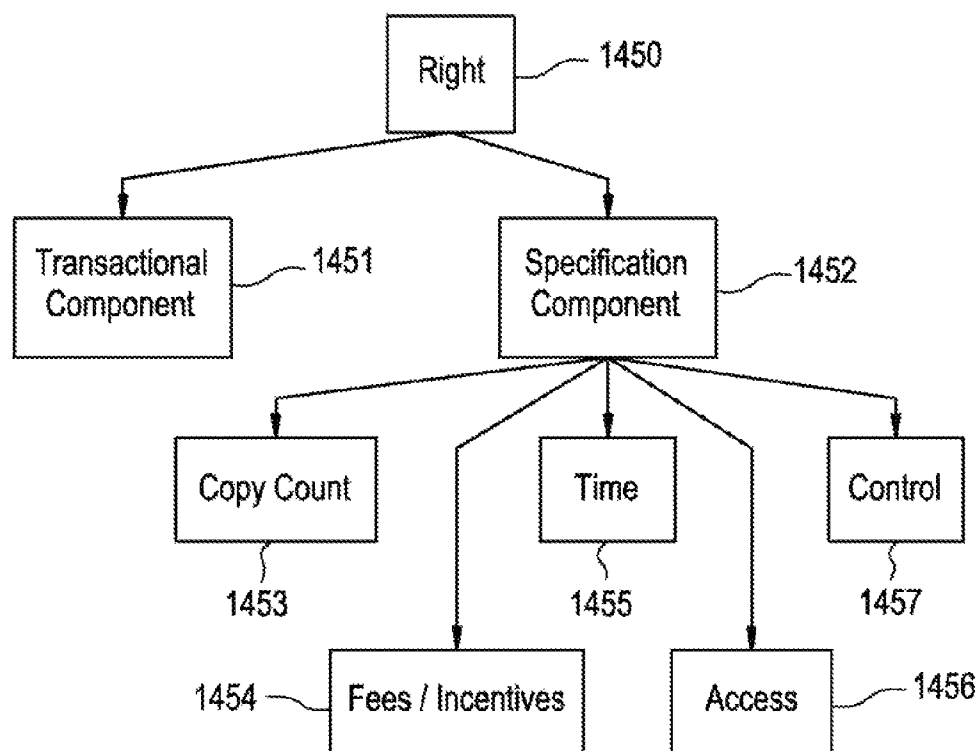 Right
1450
Transactional
Component
1451
Specification
Component
1452
Copy Count
Time
Control
1453
1455
1457
1454
Fees / Incentives
Access
1456